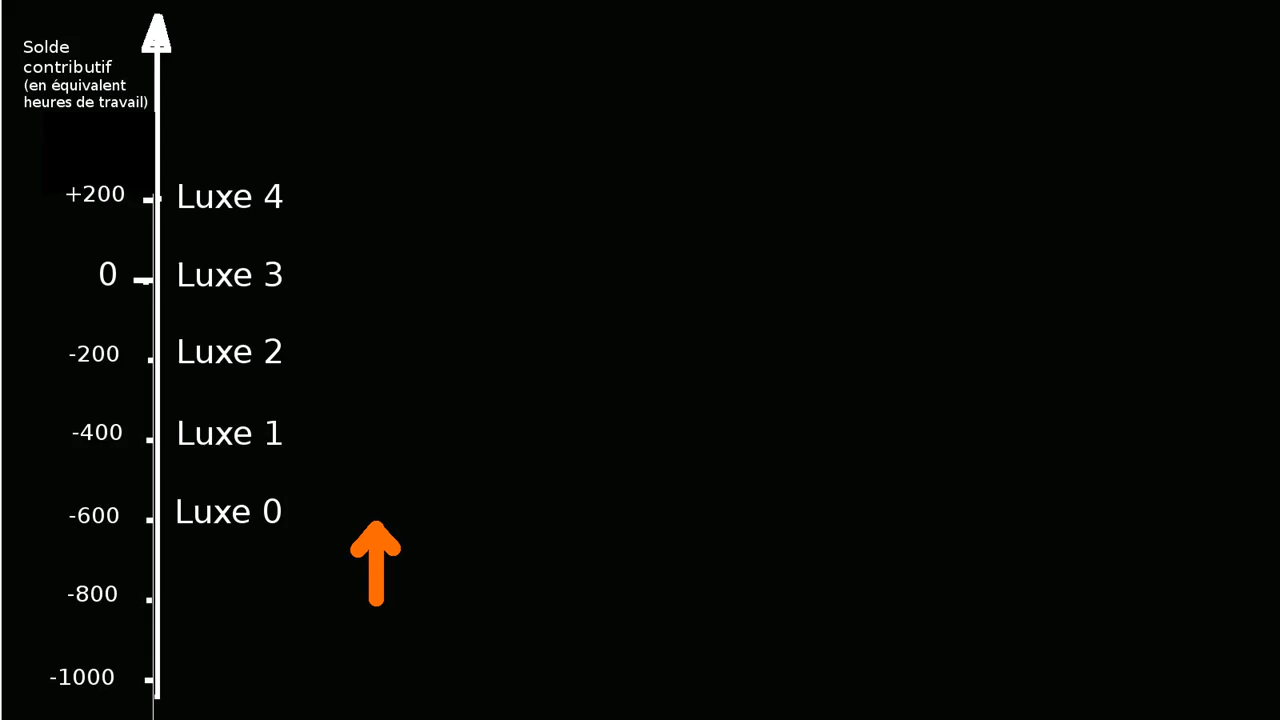 Solde
contributif
(en équivalent
heures de travail)
+200 Luxe 4
0 Luxe 3
-200 Luxe 2
-400 Luxe 1
-600 Luxe 0
-800
-1000